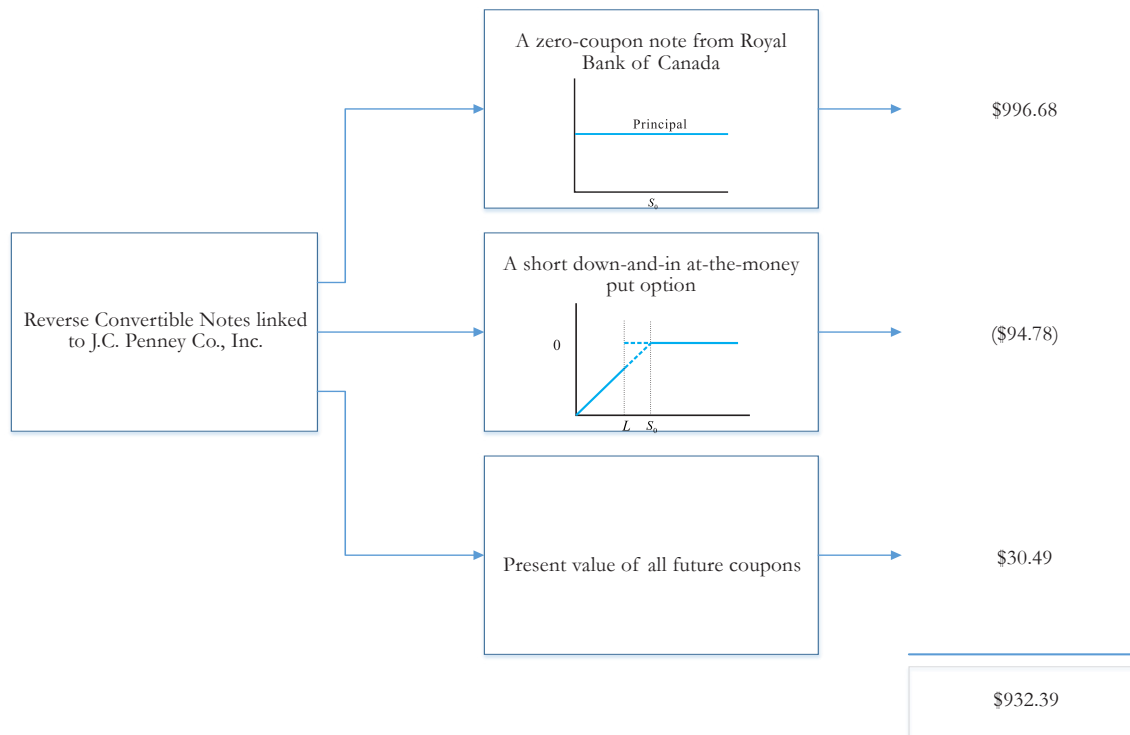 A zero-coupon note from Royal
Bank of Canada
Principal
S₀
$996.68
Reverse Convertible Notes linked
to J.C. Penney Co., Inc.
A short down-and-in at-the-money
put option
0
L S₀
($94.78)
Present value of all future coupons
$30.49
$932.39